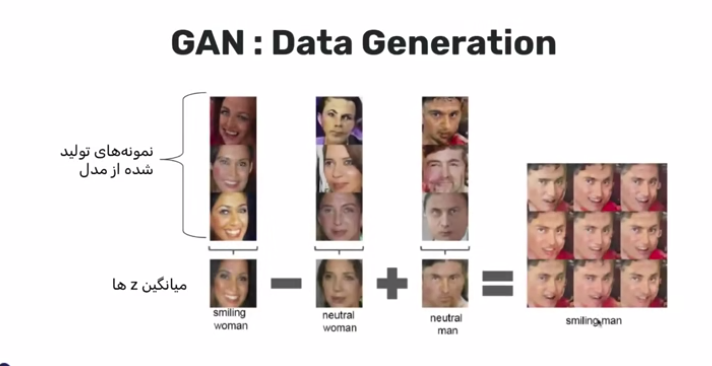 GAN : Data Generation
نمونه‌های تولید
شده از مدل
میانگین z ها
smiling
woman
neutral
woman
neutral
man
smiling man